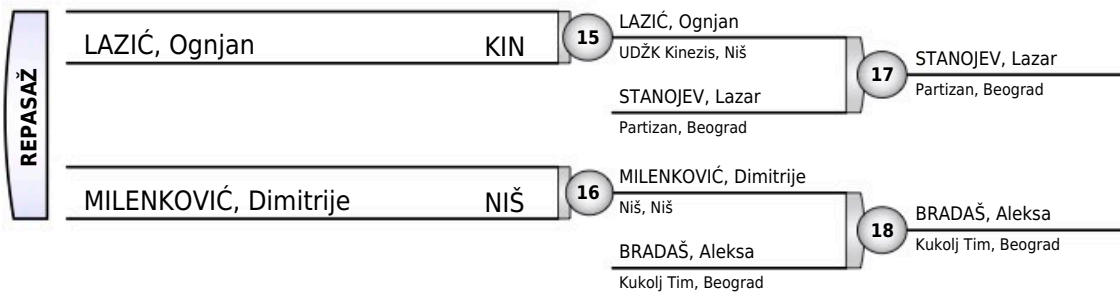 REPASAŽ
LAZIĆ, Ognjan KIN
15
LAZIĆ, Ognjan
UDŽK Kinezis, Niš
STANOJEV, Lazar
Partizan, Beograd
17
STANOJEV, Lazar
Partizan, Beograd
MILENKOVIĆ, Dimitrije NIŠ
16
MILENKOVIĆ, Dimitrije
Niš, Niš
BRADAŠ, Aleksa
Kukolj Tim, Beograd
18
BRADAŠ, Aleksa
Kukolj Tim, Beograd